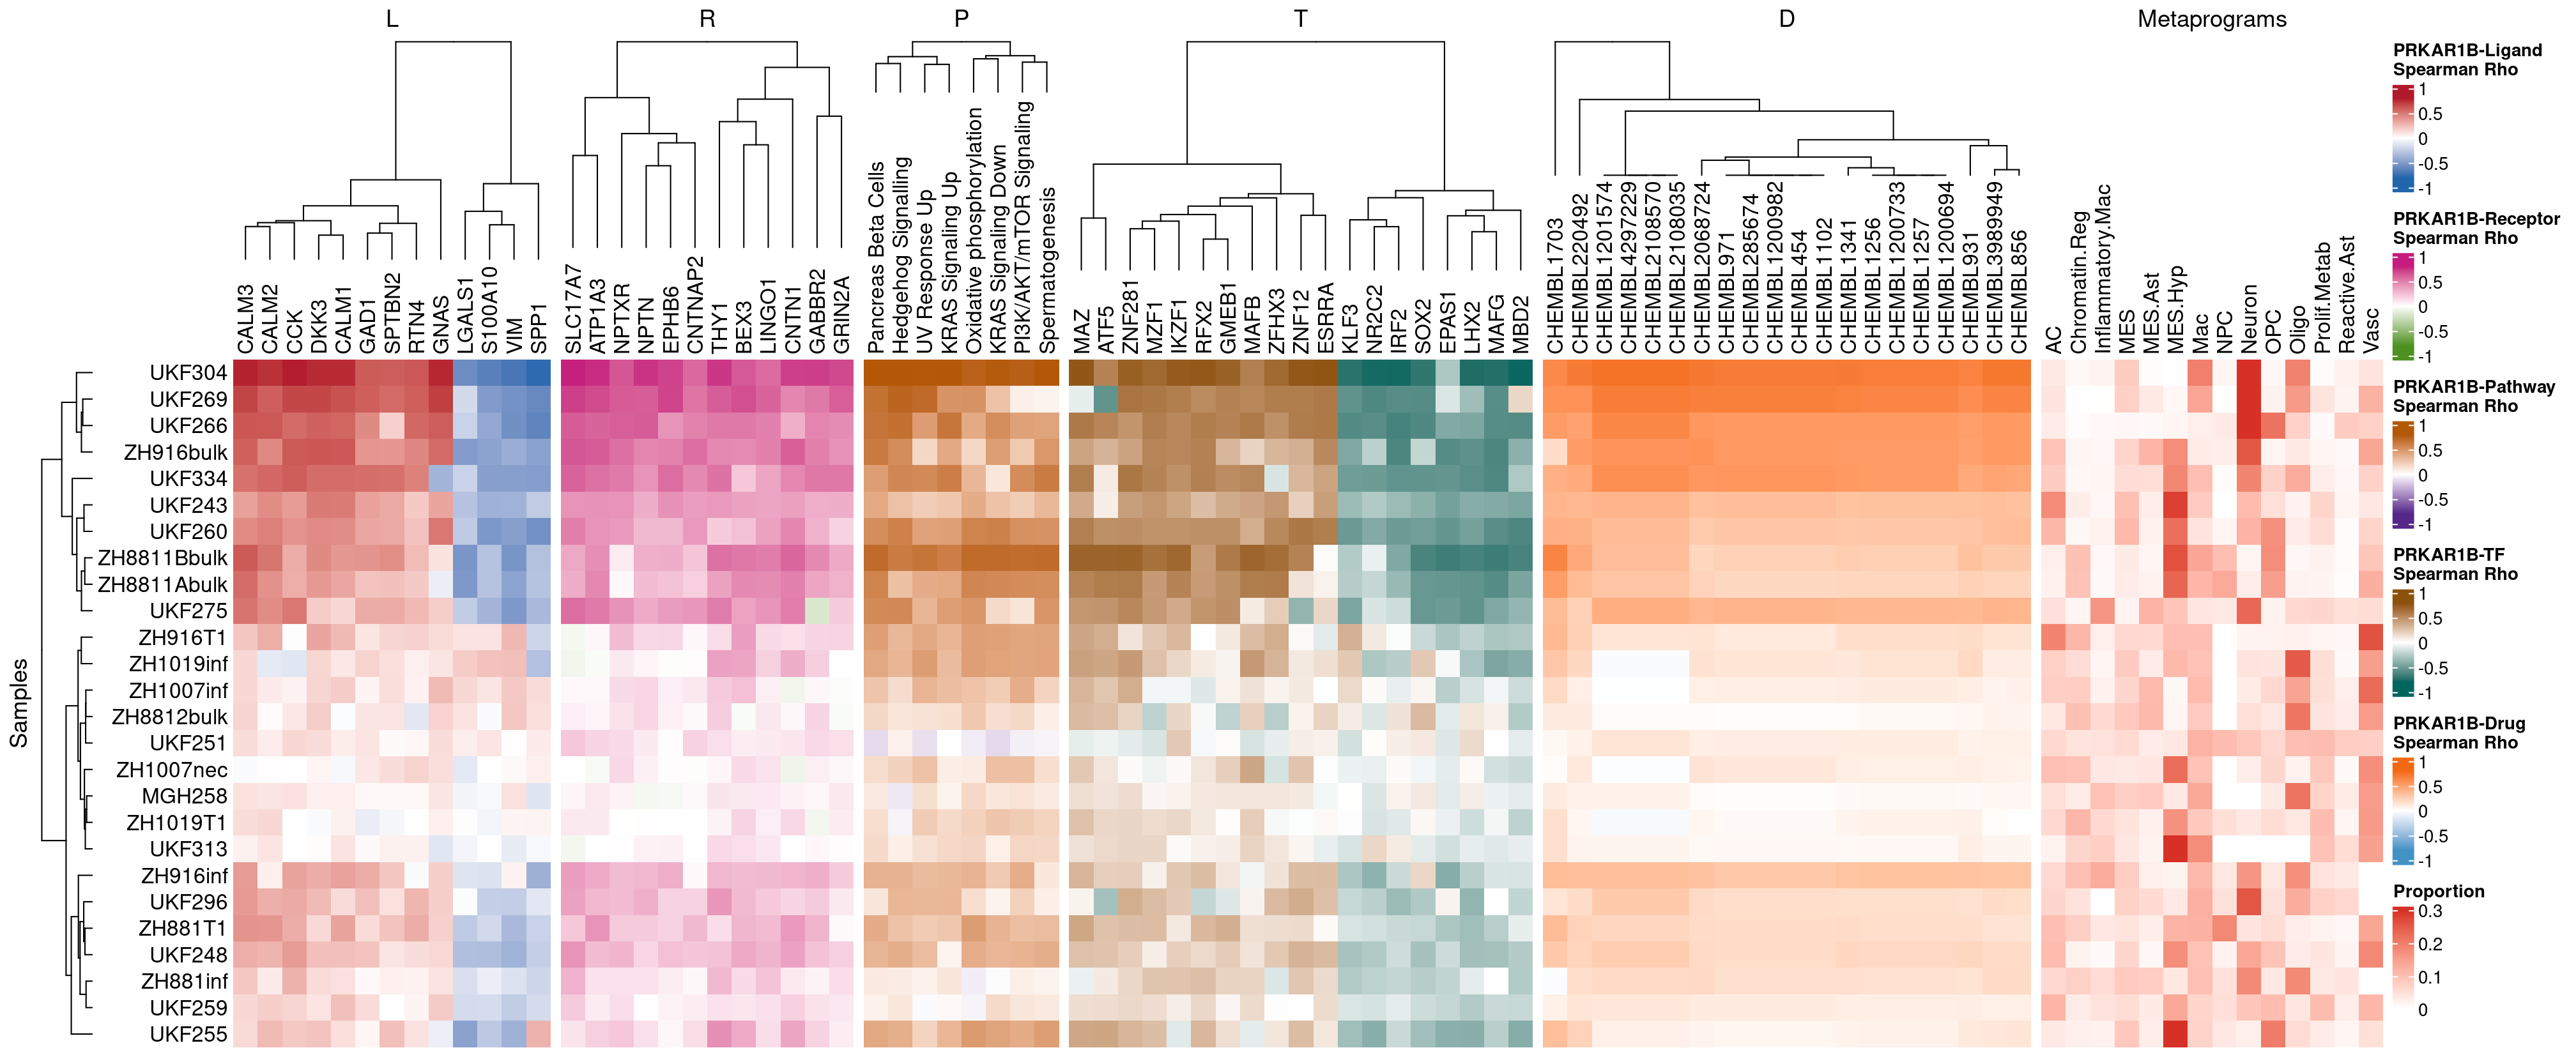 L
R
P
T
D
Metaprograms
CALM3
CALM2
CCK
DKK3
CALM1
GAD1
SPTBN2
RTN4
GNAS
LGALS1
S100A10
VIM
SPP1
SLC17A7
ATP1A3
NPTXR
NPTN
EPHB6
CNTNAP2
THY1
BEX3
LINGO1
CNTN1
GABBR2
GRIN2A
Pancreas Beta Cells
Hedgehog Signalling
UV Response Up
KRAS Signaling Up
Oxidative phosphorylation
KRAS Signaling Down
PI3K/AKT/mTOR Signaling
Spermatogenesis
MAZ
ATF5
ZNF281
MZF1
IKZF1
RFX2
GMEB1
MAFB
ZFHX3
ZNF12
ESRRA
KLF3
NR2C2
IRF2
SOX2
EPAS1
LHX2
MAFG
MBD2
CHEMBL1703
CHEMBL220492
CHEMBL1201574
CHEMBL4297229
CHEMBL2108570
CHEMBL2108035
CHEMBL2068724
CHEMBL971
CHEMBL285674
CHEMBL1200982
CHEMBL454
CHEMBL1102
CHEMBL1341
CHEMBL1256
CHEMBL1200733
CHEMBL1257
CHEMBL1200694
CHEMBL931
CHEMBL3989949
CHEMBL856
AC
Chromatin.Reg
Inflammatory.Mac
MES
MES.Ast
MES.Hyp
Mac
NPC
Neuron
OPC
Oligo
Prolif.Metab
Reactive.Ast
Vasc
Samples
UKF304
UKF269
UKF266
ZH916bulk
UKF334
UKF243
UKF260
ZH8811Bbulk
ZH8811Abulk
UKF275
ZH916T1
ZH1019inf
ZH1007inf
ZH8812bulk
UKF251
ZH1007nec
MGH258
ZH1019T1
UKF313
ZH916inf
UKF296
ZH881T1
UKF248
ZH881inf
UKF259
UKF255
PRKAR1B-Ligand
Spearman Rho
1
0.5
0
-0.5
-1
PRKAR1B-Receptor
Spearman Rho
1
0.5
0
-0.5
-1
PRKAR1B-Pathway
Spearman Rho
1
0.5
0
-0.5
-1
PRKAR1B-TF
Spearman Rho
1
0.5
0
-0.5
-1
PRKAR1B-Drug
Spearman Rho
1
0.5
0
-0.5
-1
Proportion
0.3
0.2
0.1
0